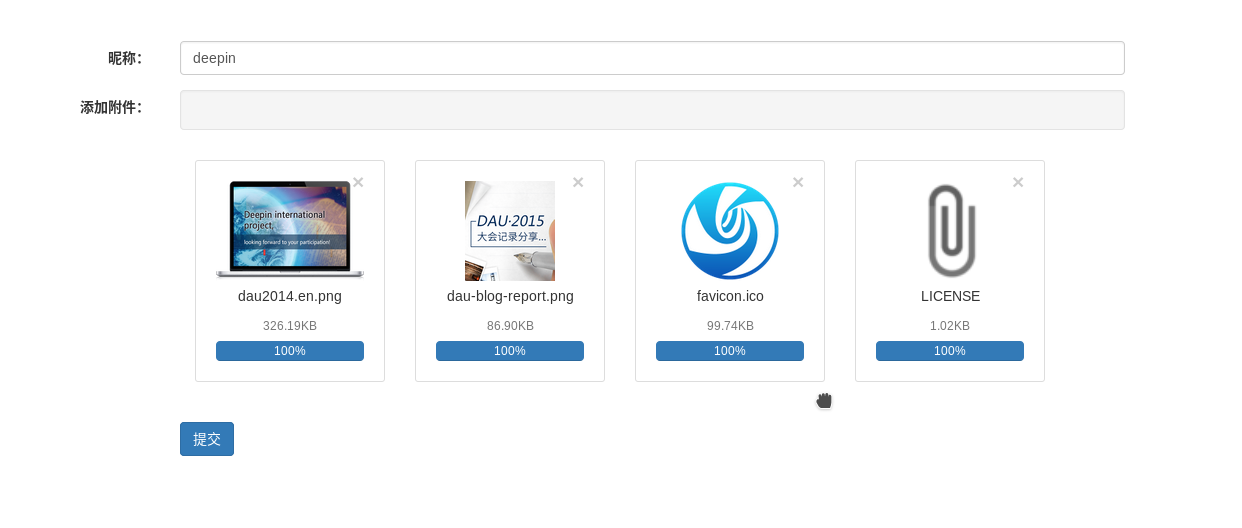 昵称:
deepin
添加附件:
×
×
×
×
Deepin international
project,
looking forward to your participation!
DAU·2015
大会记录分享...
dau2014.en.png
dau-blog-report.png
favicon.ico
LICENSE
326.19KB
86.90KB
99.74KB
1.02KB
100%
100%
100%
100%
提交